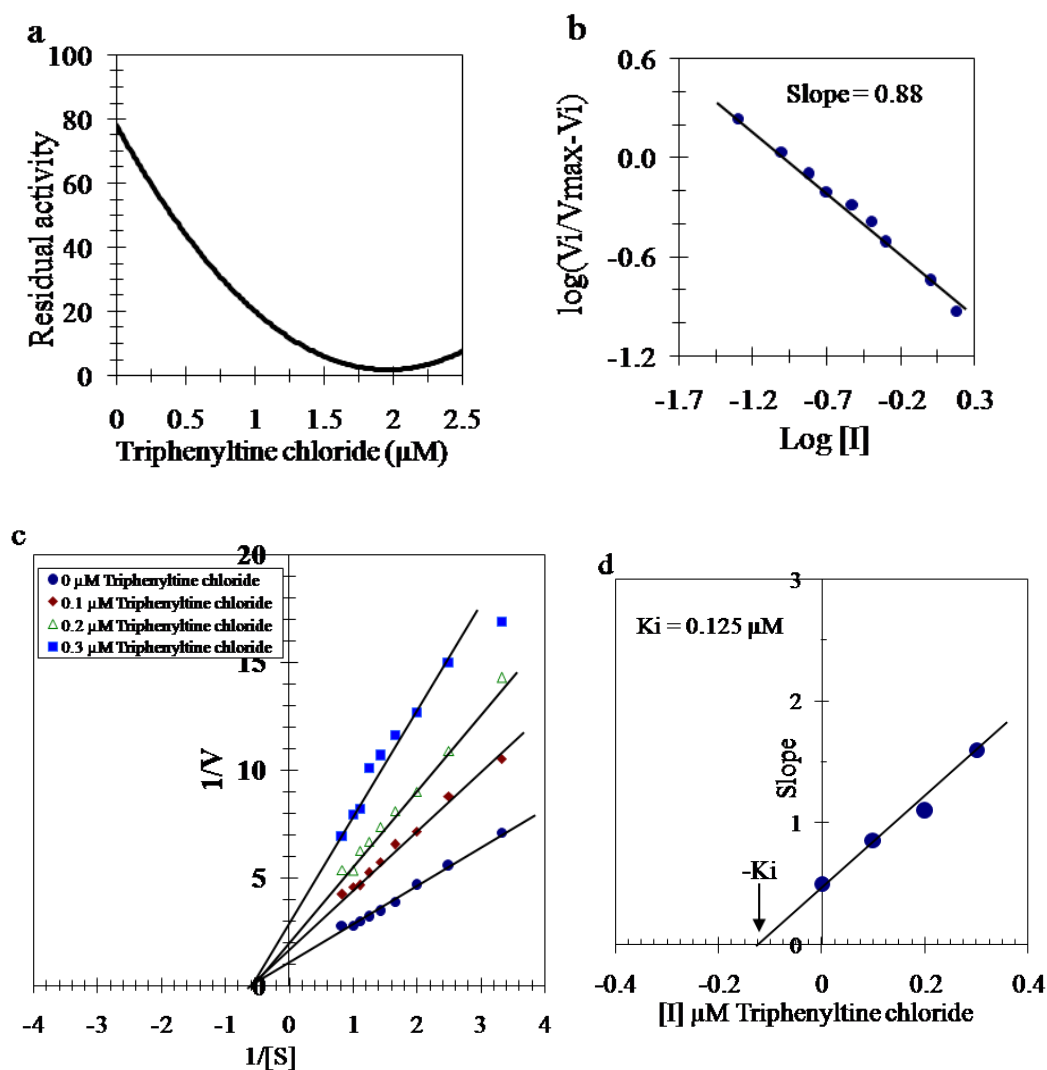 a
100
80
60
40
20
0
Residual activity
0 0.5 1 1.5 2 2.5
Triphenyltine chloride (µM)
b
0.6
0.0
-0.6
-1.2
log(Vi/Vmax-Vi)
Slope = 0.88
-1.7 -1.2 -0.7 -0.2 0.3
Log [I]
c
0 µM Triphenyltine chloride
0.1 µM Triphenyltine chloride
0.2 µM Triphenyltine chloride
0.3 µM Triphenyltine chloride
20
15
10
5
0
1/V
-4 -3 -2 -1 0 1 2 3 4
1/[S]
d
Ki = 0.125 µM
3
2
1
0
Slope
-Ki
-0.4 -0.2 0 0.2 0.4
[I] µM Triphenyltine chloride